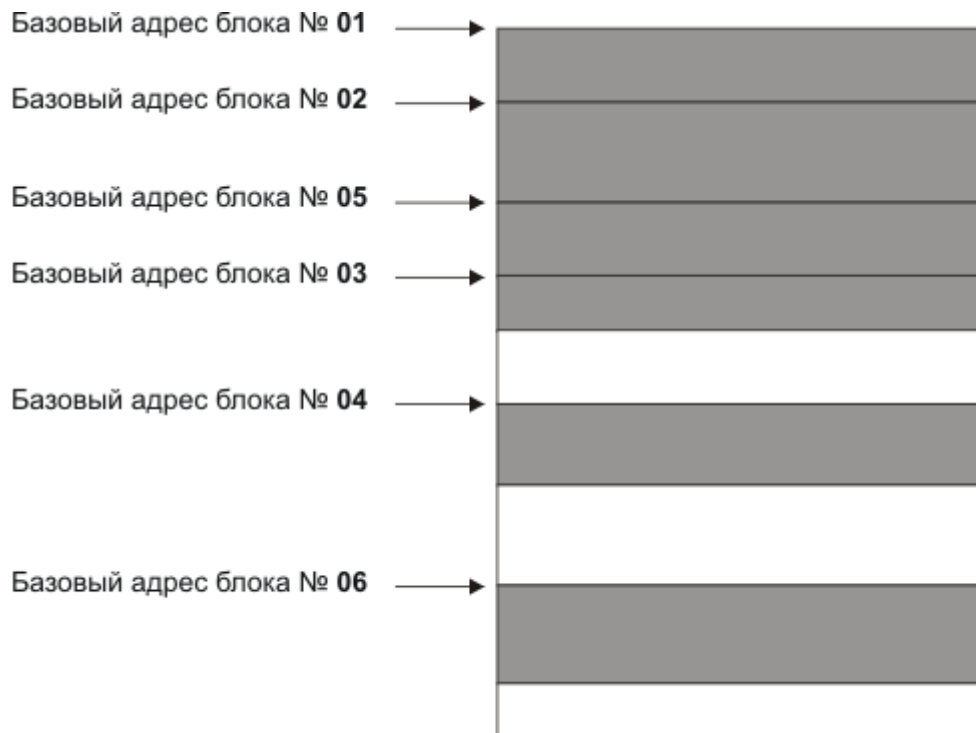 Базовый адрес блока № 01
Базовый адрес блока № 02
Базовый адрес блока № 05
Базовый адрес блока № 03
Базовый адрес блока № 04
Базовый адрес блока № 06